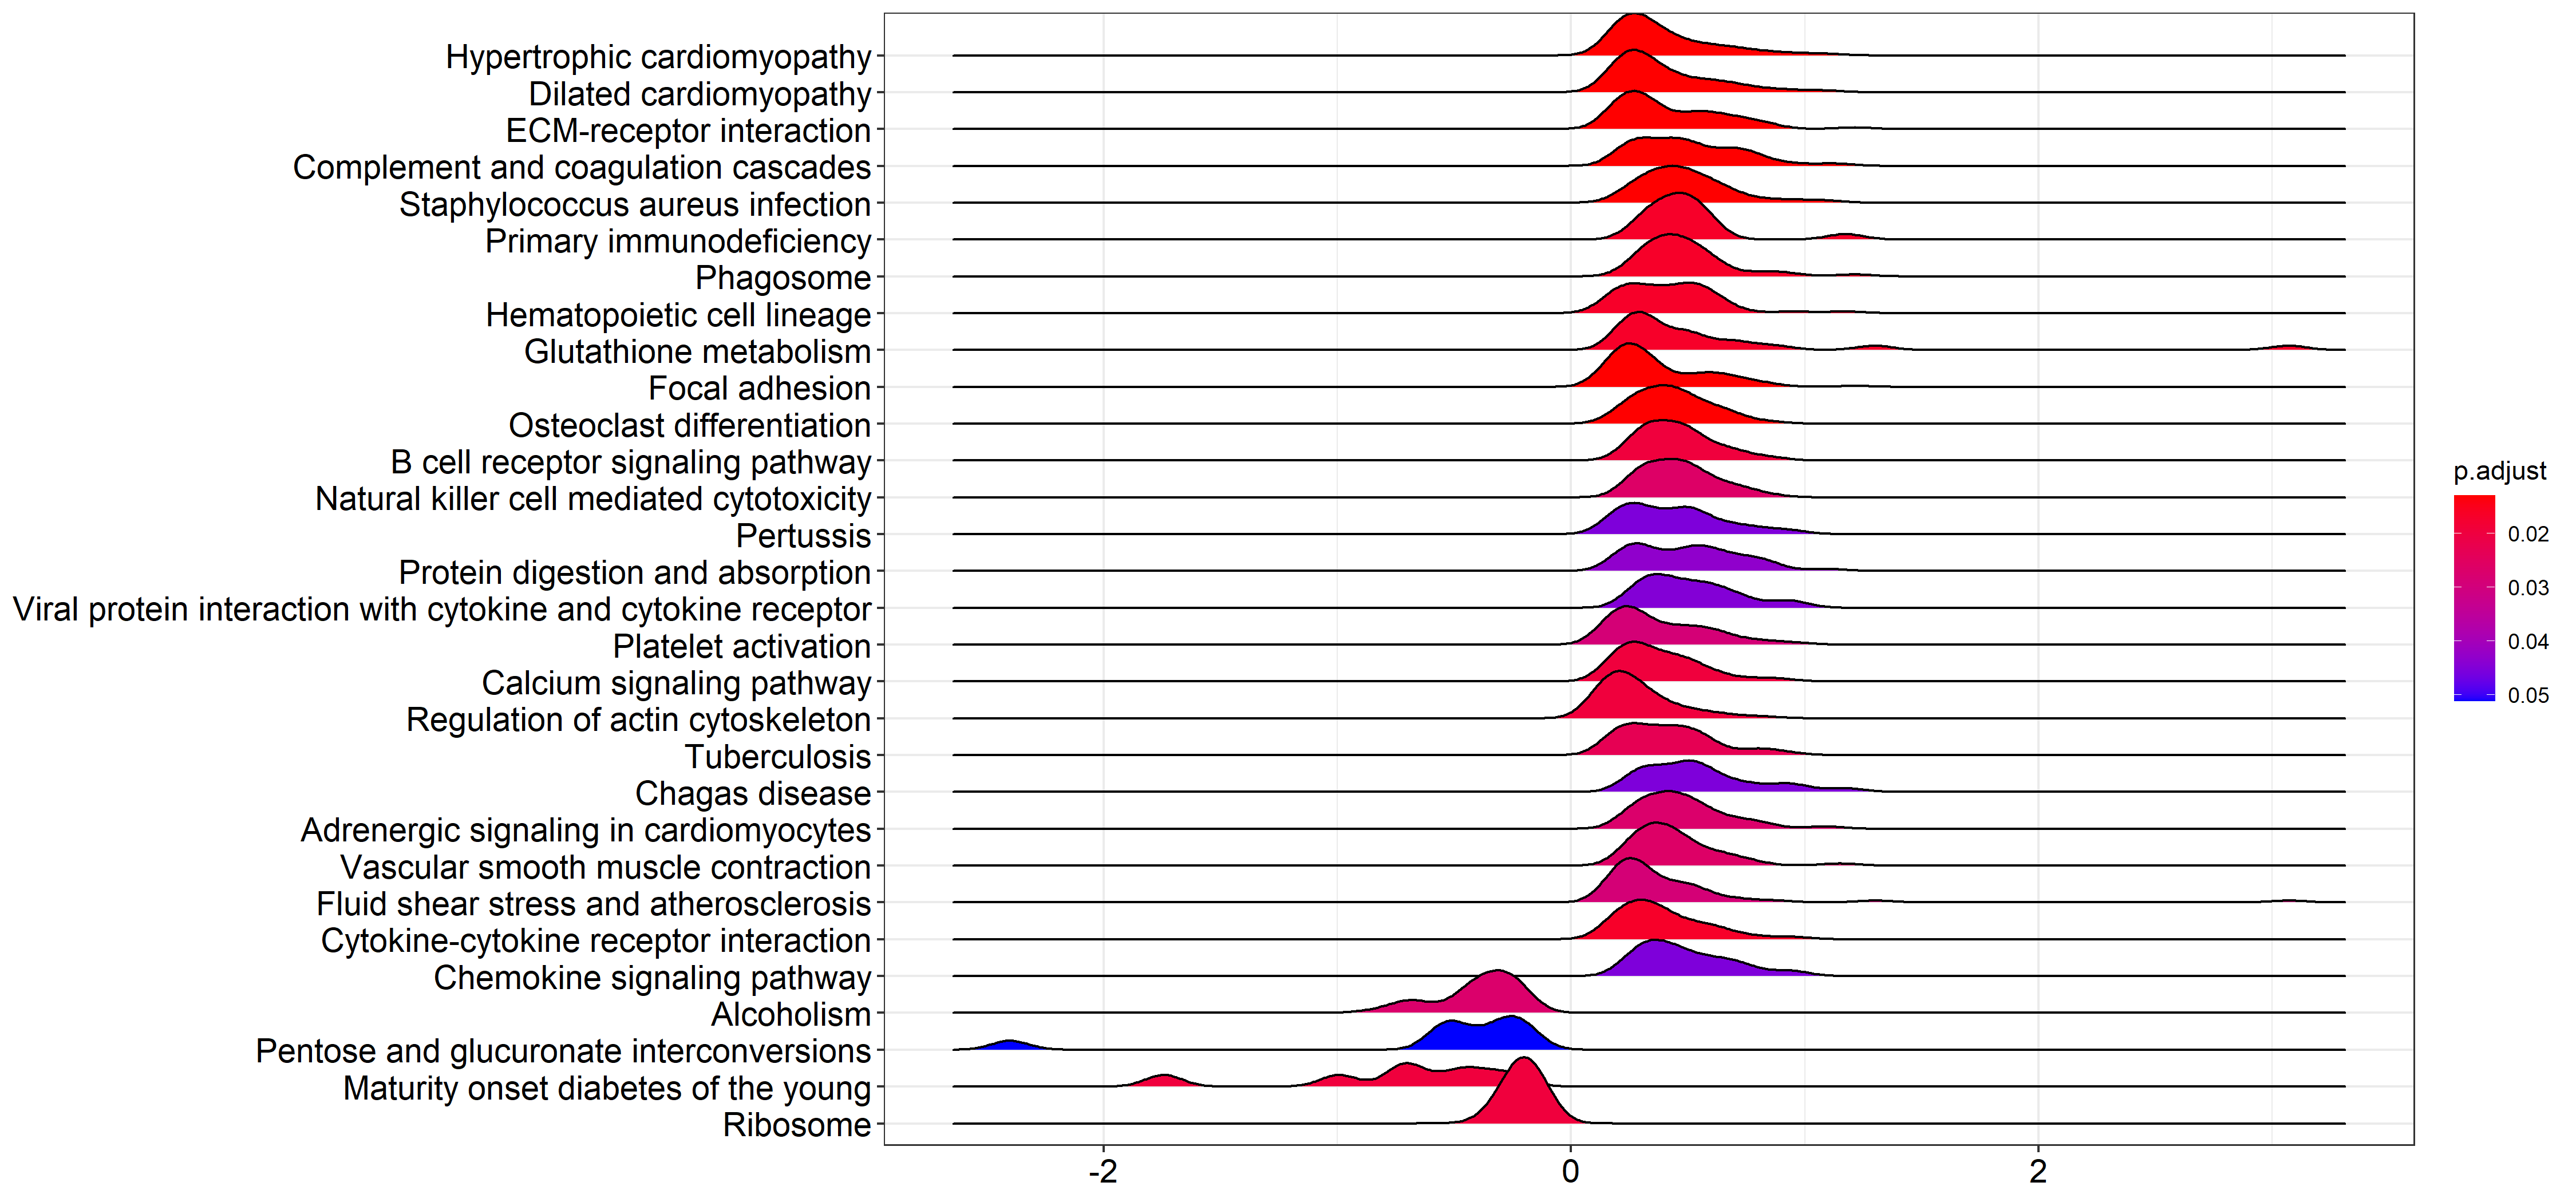 Hypertrophic cardiomyopathy
Dilated cardiomyopathy
ECM-receptor interaction
Complement and coagulation cascades
Staphylococcus aureus infection
Primary immunodeficiency
Phagosome
Hematopoietic cell lineage
Glutathione metabolism
Focal adhesion
Osteoclast differentiation
B cell receptor signaling pathway
Natural killer cell mediated cytotoxicity
Pertussis
Protein digestion and absorption
Viral protein interaction with cytokine and cytokine receptor
Platelet activation
Calcium signaling pathway
Regulation of actin cytoskeleton
Tuberculosis
Chagas disease
Adrenergic signaling in cardiomyocytes
Vascular smooth muscle contraction
Fluid shear stress and atherosclerosis
Cytokine-cytokine receptor interaction
Chemokine signaling pathway
Alcoholism
Pentose and glucuronate interconversions
Maturity onset diabetes of the young
Ribosome
-2 0 2
p.adjust
0.02
0.03
0.04
0.05